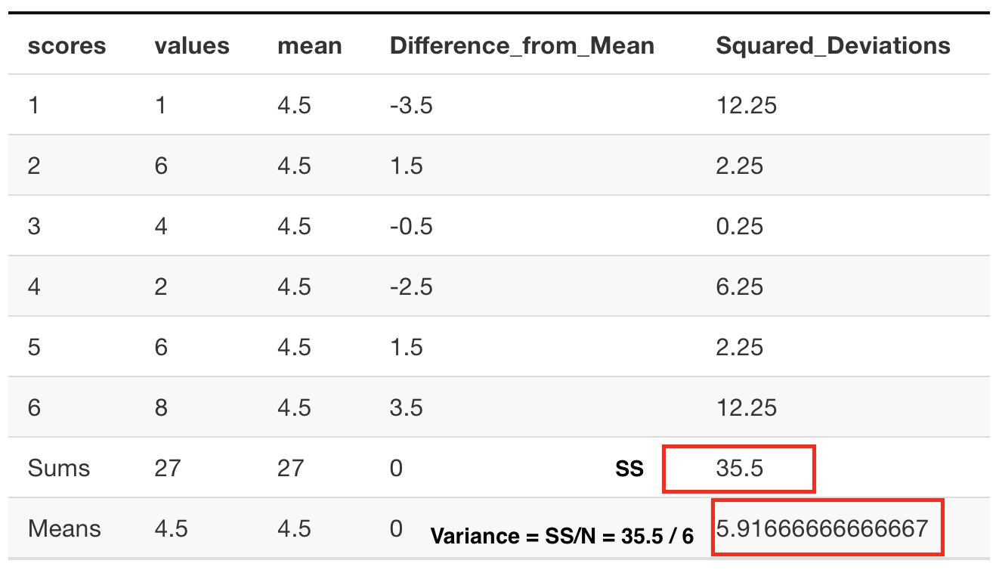 scores values mean Difference_from_Mean Squared_Deviations
1 1 4.5 -3.5 12.25
2 6 4.5 1.5 2.25
3 4 4.5 -0.5 0.25
4 2 4.5 -2.5 6.25
5 6 4.5 1.5 2.25
6 8 4.5 3.5 12.25
Sums 27 27 0 SS 35.5
Means 4.5 4.5 0 Variance = SS/N = 35.5 / 6 5.91666666666667